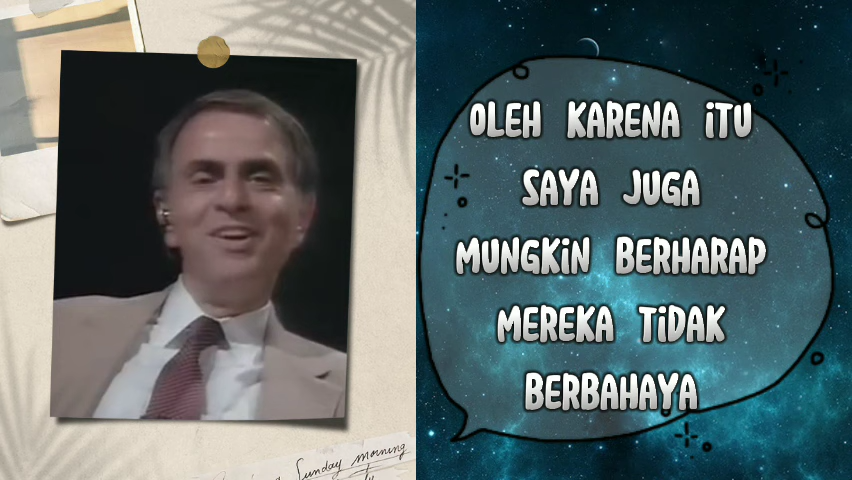 OLEH KARENA iTU
SAYA JUGA
MUNGKiN BERHARAP
MEREKA TiDAK
BERBAHAYA
Sunday morning